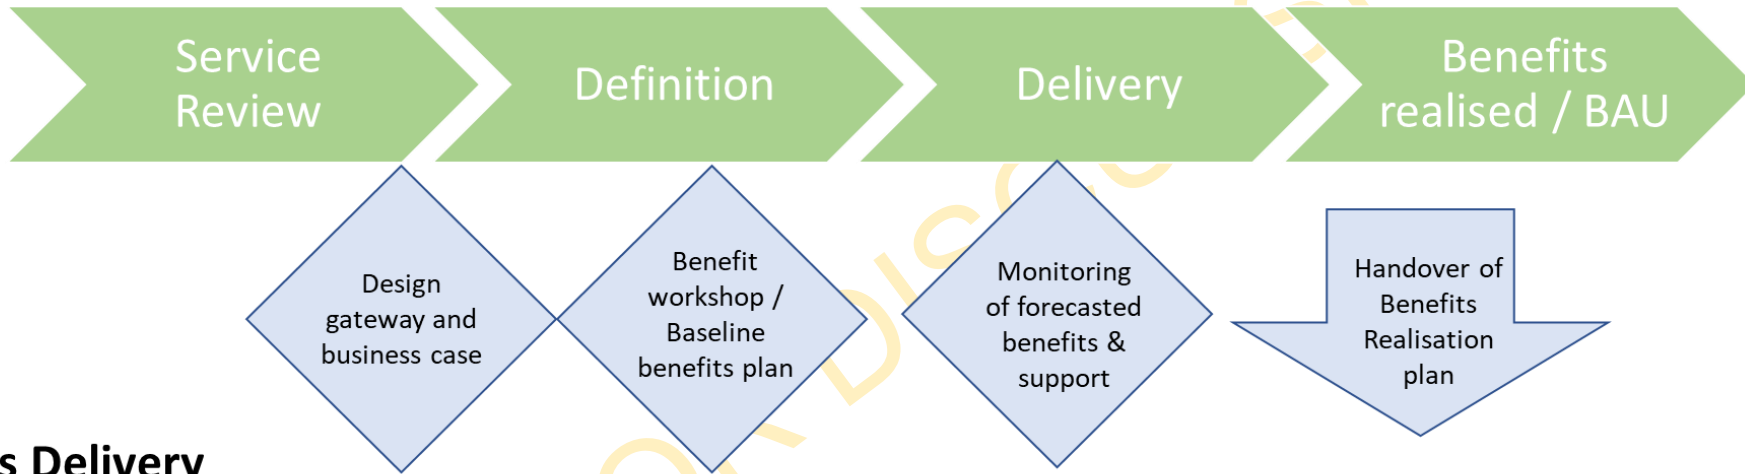 Service
Review
Definition
Delivery
Benefits
realised / BAU
Design
gateway and
business case
Benefit
workshop /
Baseline
benefits plan
Monitoring
of forecasted
benefits &
support
Handover of
Benefits
Realisation
plan
s Delivery